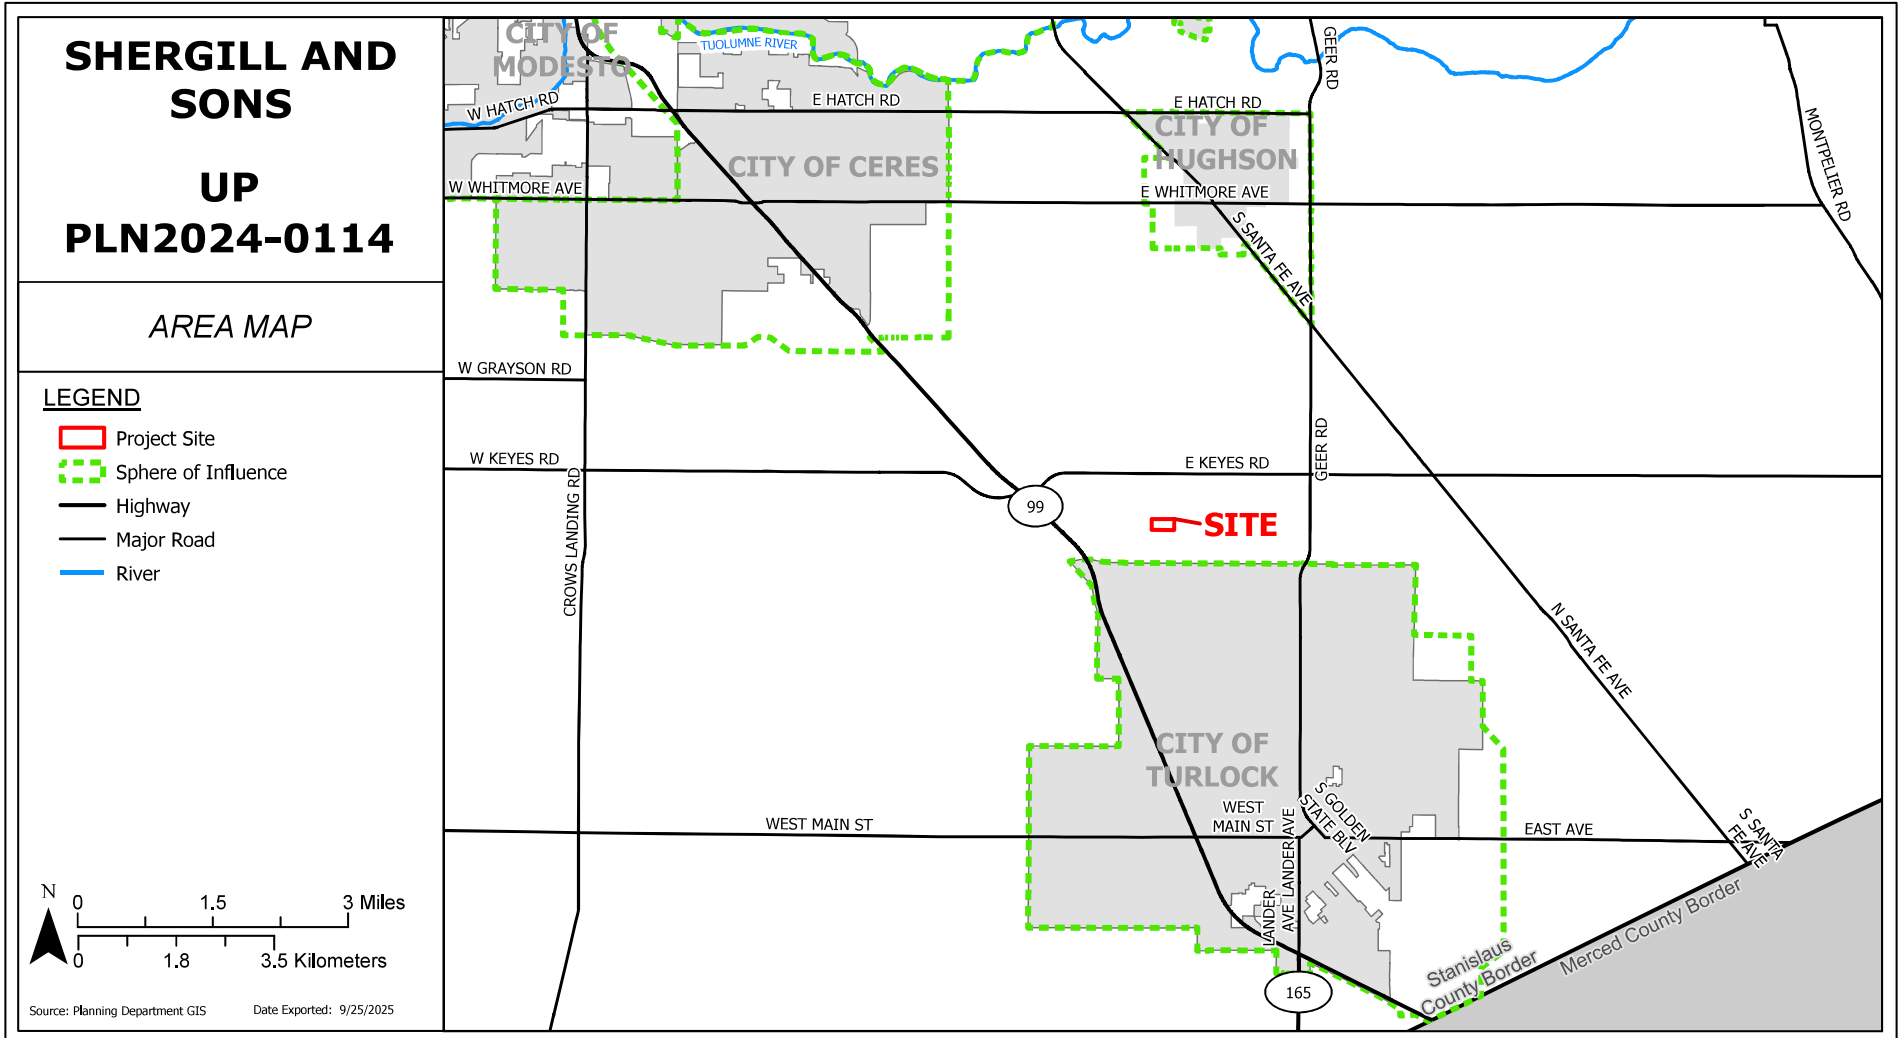 SHERGILL AND
SONS
UP
PLN2024-0114
AREA MAP
LEGEND
Project Site
Sphere of Influence
Highway
Major Road
River
N
0 1.5 3 Miles
0 1.8 3.5 Kilometers
Source: Planning Department GIS Date Exported: 9/25/2025
CITY OF
MODESTO
TUOLUMNE RIVER
GEER RD
W HATCH RD
E HATCH RD
E HATCH RD
MONTPELIER RD
CITY OF CERES
CITY OF
HUGHSON
W WHITMORE AVE
E WHITMORE AVE
S SANTA FE AVE
W GRAYSON RD
W KEYES RD
E KEYES RD
GEER RD
CROWS LANDING RD
99
SITE
N SANTA FE AVE
CITY OF
TURLOCK
WEST MAIN ST
WEST
MAIN ST
S GOLDEN
STATE BLV
EAST AVE
S SANTA
FE AVE
LANDER
AVE LANDER AVE
165
Stanislaus
County Border
Merced County Border